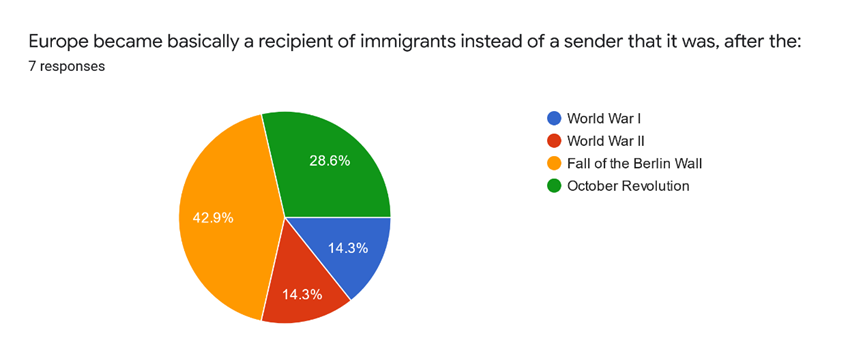 Europe became basically a recipient of immigrants instead of a sender that it was, after the:
7 responses
28.6%
42.9%
14.3%
14.3%
World War I
World War II
Fall of the Berlin Wall
October Revolution